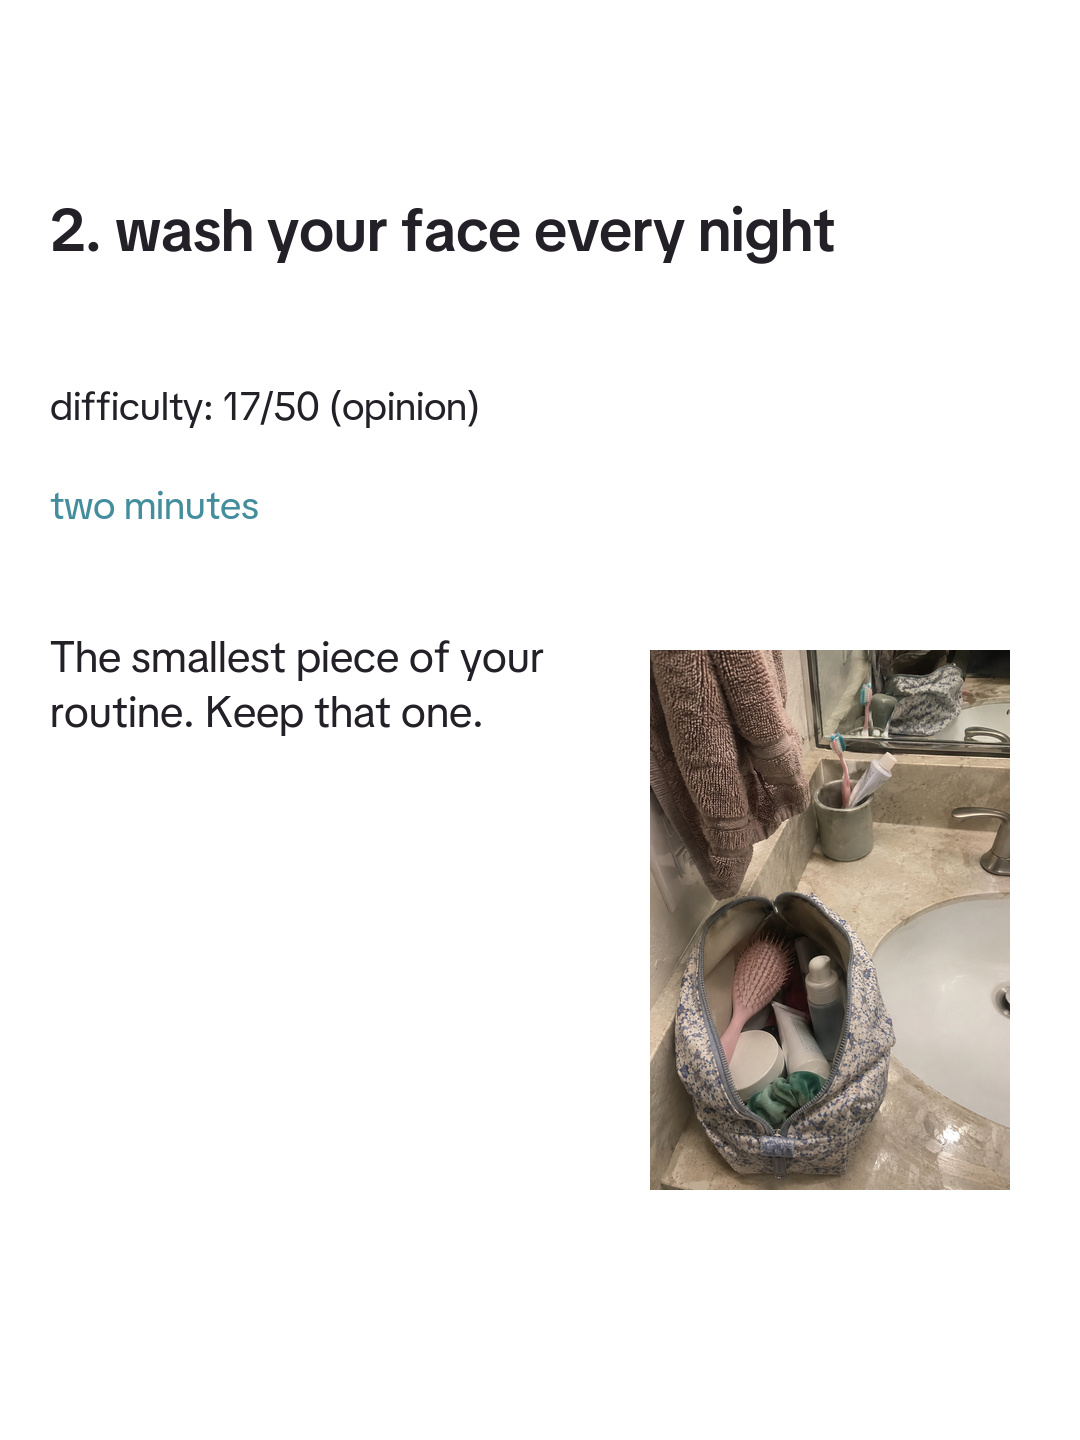 2. wash your face every night
difficulty: 17/50 (opinion)
two minutes
The smallest piece of your
routine. Keep that one.